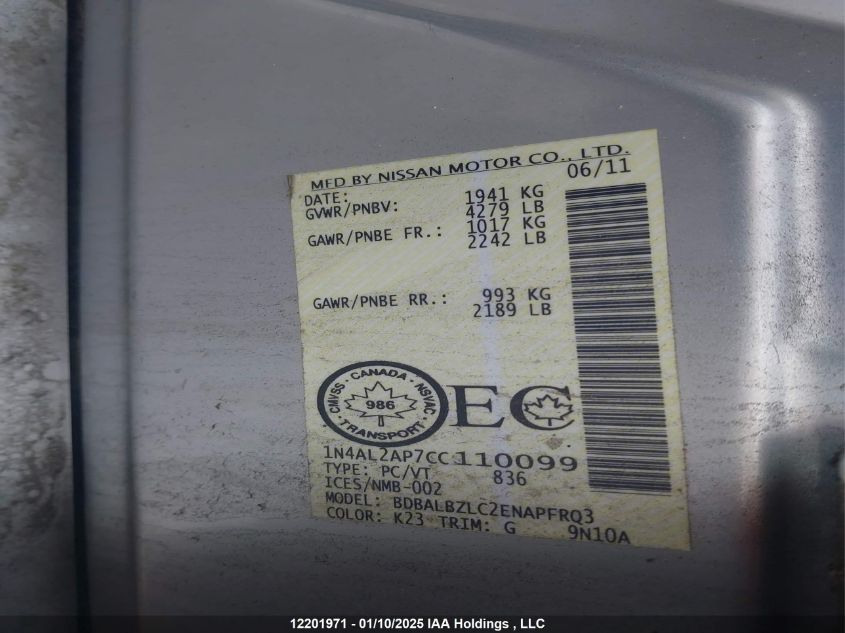 MFD BY NISSAN MOTOR CO., LTD.
DATE: 06/11
GVWR/PNBV: 1941 KG
4279 LB
GAWR/PNBE FR.: 1017 KG
2242 LB
GAWR/PNBE RR.: 993 KG
2189 LB
CMVSS · CANADA · NSVAC
986
TRANSPORT
EC
1N4AL2AP7CC110099
TYPE: PC/VT 836
ICES/NMB-002
MODEL: BDBALBZLC2ENAPFRQ3
COLOR: K23 TRIM: G 9N10A
12201971 - 01/10/2025 IAA Holdings , LLC